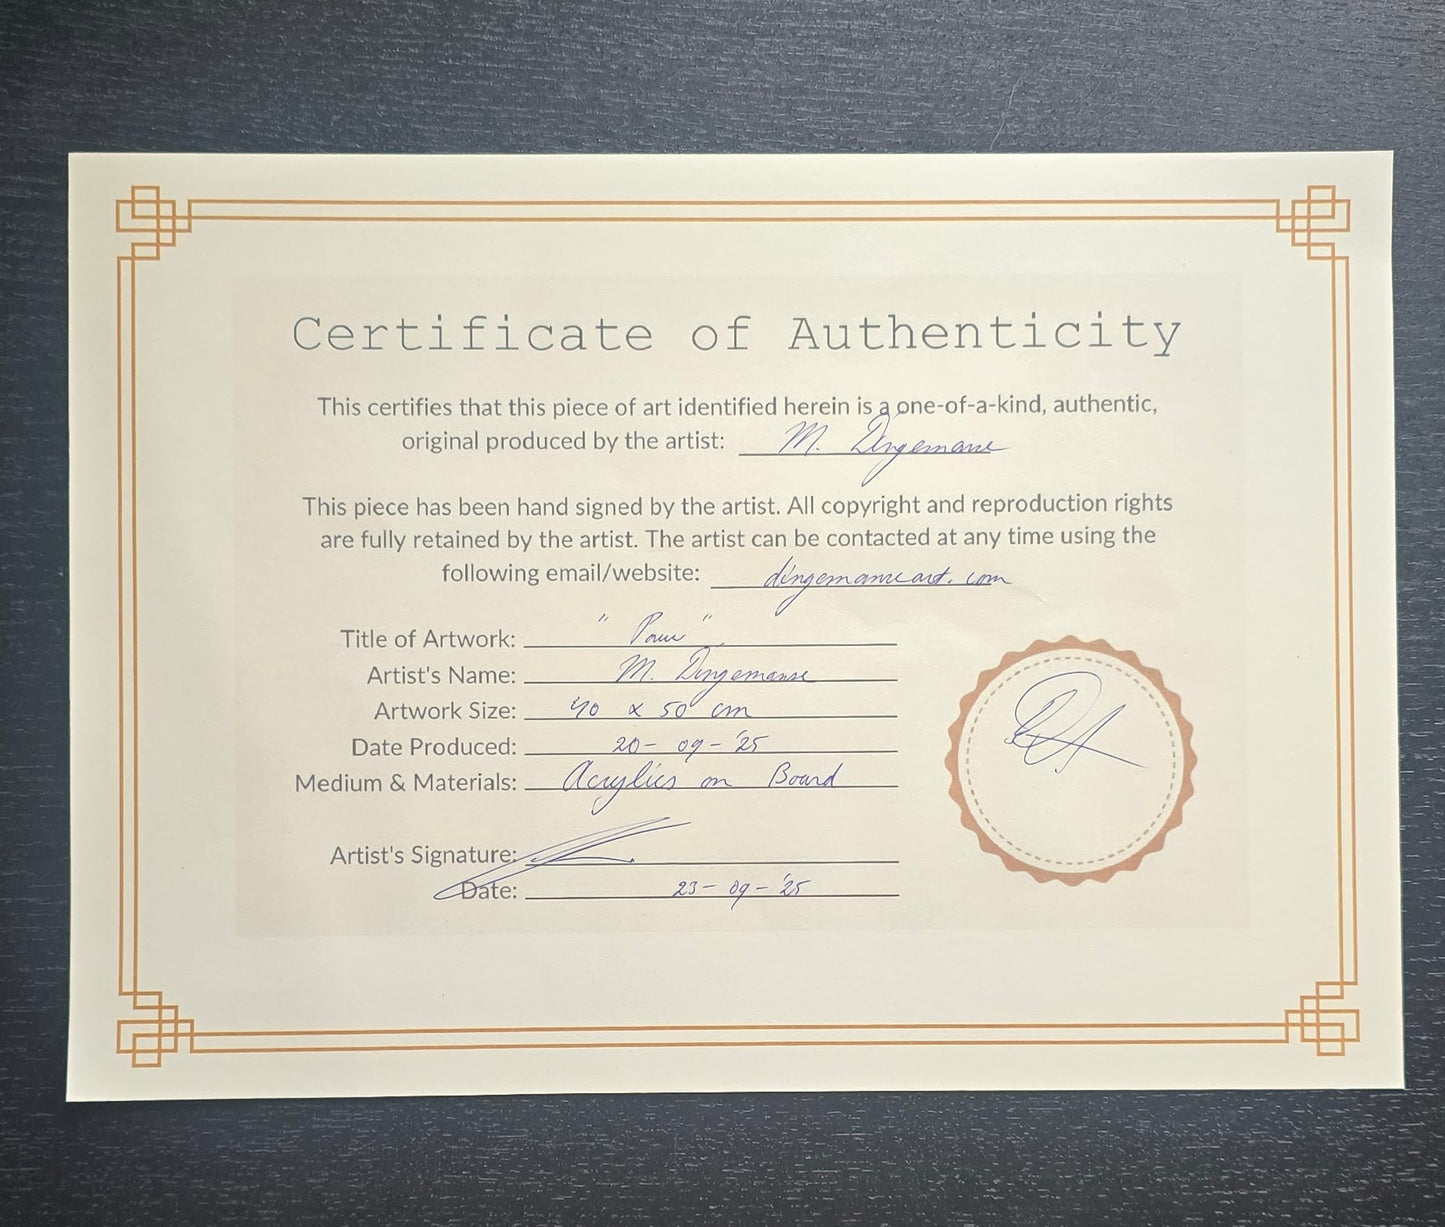 Certificate of Authenticity
This certifies that this piece of art identified herein is a one-of-a-kind, authentic,
original produced by the artist: M. Dingemanse
This piece has been hand signed by the artist. All copyright and reproduction rights
are fully retained by the artist. The artist can be contacted at any time using the
following email/website: dingemanseart.com
Title of Artwork: " "
Artist's Name: M. Dingemanse
Artwork Size: 40 x 50 cm
Date Produced: 20-09-'25
Medium & Materials: Acrylics on Board
Artist's Signature:
Date: 23-09-'25